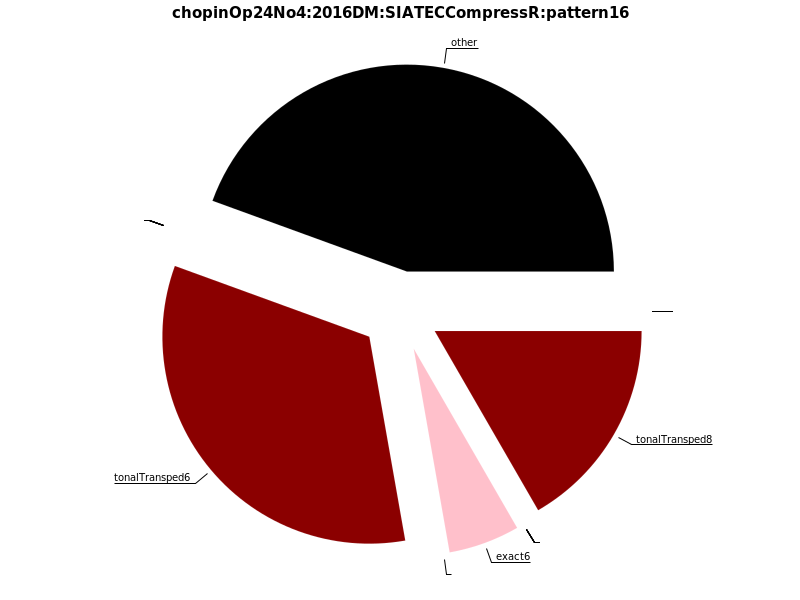 chopinOp24No4:2016DM:SIATECCompressR:pattern16
other
tonalTransped8
tonalTransped6
exact6